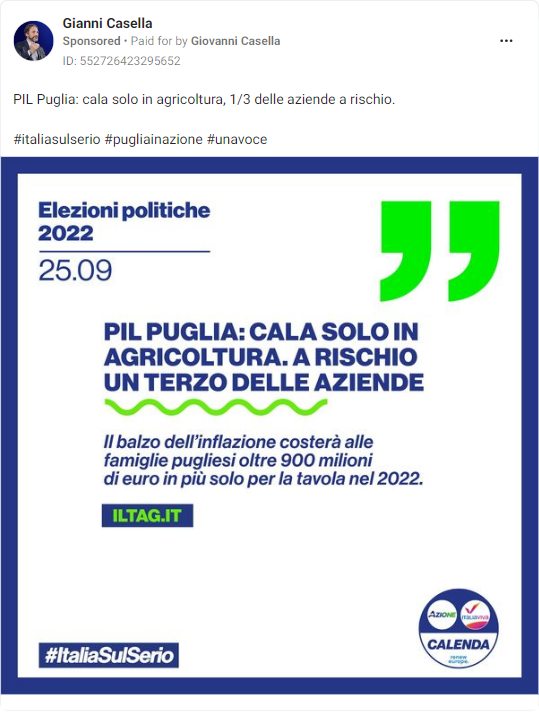 Gianni Casella
Sponsored • Paid for by Giovanni Casella
ID: 552726423295652
PIL Puglia: cala solo in agricoltura, 1/3 delle aziende a rischio.
#italiasulserio #pugliainazione #unavoce
Elezioni politiche
2022
25.09
PIL PUGLIA: CALA SOLO IN
AGRICOLTURA. A RISCHIO
UN TERZO DELLE AZIENDE
Il balzo dell'inflazione costerà alle
famiglie pugliesi oltre 900 milioni
di euro in più solo per la tavola nel 2022.
ILTAG.IT
#ItaliaSulSerio
AZIONE
ITALIAVIVA
CALENDA
renew
europe.